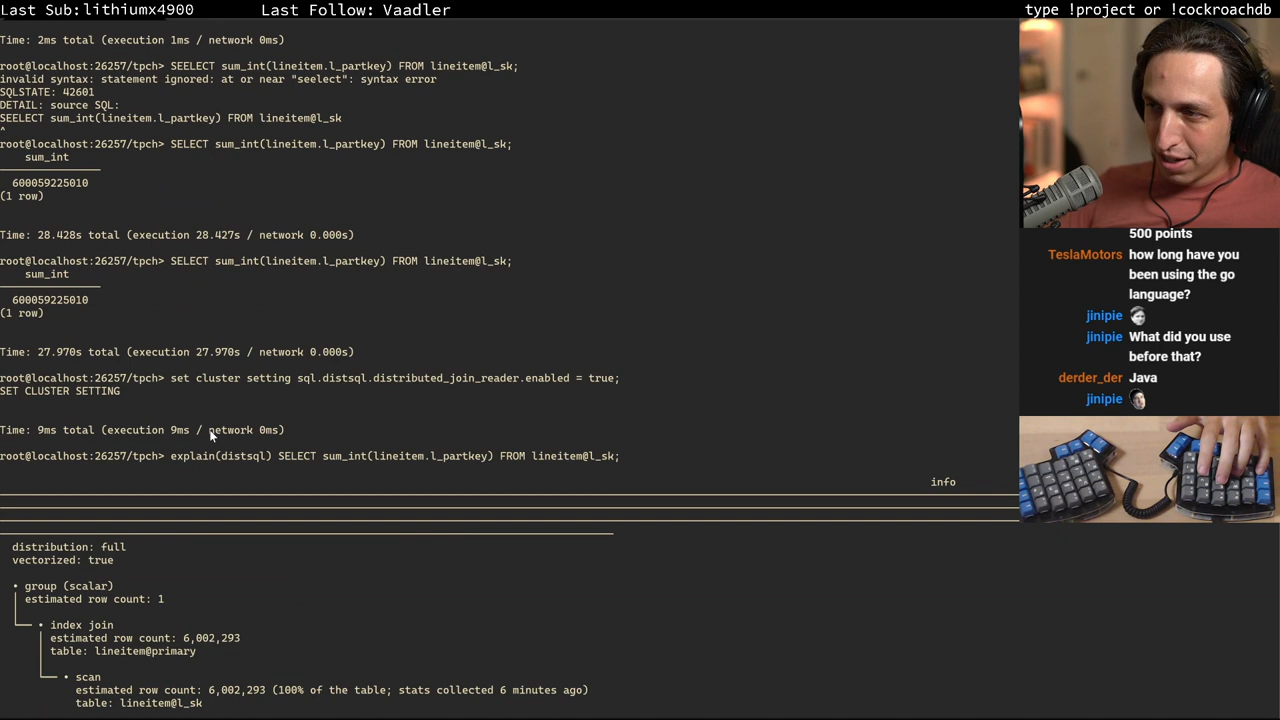 Last Sub: lithiumx4900 Last Follow: Vaadler type !project or !cockroachdb
Time: 2ms total (execution 1ms / network 0ms)
root@localhost:26257/tpch> SEELECT sum_int(lineitem.l_partkey) FROM lineitem@l_sk;
invalid syntax: statement ignored: at or near "seelect": syntax error
SQLSTATE: 42601
DETAIL: source SQL:
SEELECT sum_int(lineitem.l_partkey) FROM lineitem@l_sk
^
root@localhost:26257/tpch> SELECT sum_int(lineitem.l_partkey) FROM lineitem@l_sk;
sum_int
600059225010
(1 row)
Time: 28.428s total (execution 28.427s / network 0.000s)
root@localhost:26257/tpch> SELECT sum_int(lineitem.l_partkey) FROM lineitem@l_sk;
sum_int
600059225010
(1 row)
Time: 27.970s total (execution 27.970s / network 0.000s)
root@localhost:26257/tpch> set cluster setting sql.distsql.distributed_join_reader.enabled = true;
SET CLUSTER SETTING
Time: 9ms total (execution 9ms / network 0ms)
root@localhost:26257/tpch> explain(distsql) SELECT sum_int(lineitem.l_partkey) FROM lineitem@l_sk;
info
distribution: full
vectorized: true
• group (scalar)
estimated row count: 1
• index join
estimated row count: 6,002,293
table: lineitem@primary
• scan
estimated row count: 6,002,293 (100% of the table; stats collected 6 minutes ago)
table: lineitem@l_sk
500 points
TeslaMotors how long have you
been using the go
language?
jinipie
jinipie What did you use
before that?
derder_der Java
jinipie